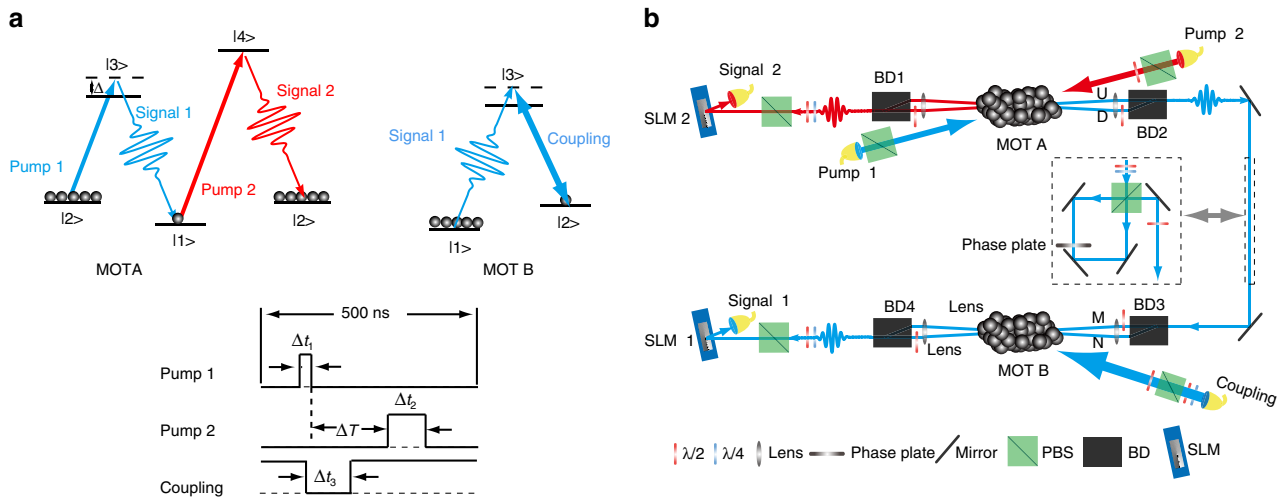 a
|3>
Δ
Signal 1
Pump 1
|2>
|1>
|4>
Signal 2
Pump 2
|2>
MOTA
|3>
Signal 1
Coupling
|1>
|2>
MOT B
500 ns
Δt1
Pump 1
Δt2
ΔT
Pump 2
Δt3
Coupling
b
Signal 2
SLM 2
BD1
Pump 1
MOT A
Pump 2
U
D
BD2
Phase plate
Signal 1
SLM 1
BD4
Lens
Lens
MOT B
M
N
BD3
Coupling
λ/2
λ/4
Lens
Phase plate
Mirror
PBS
BD
SLM